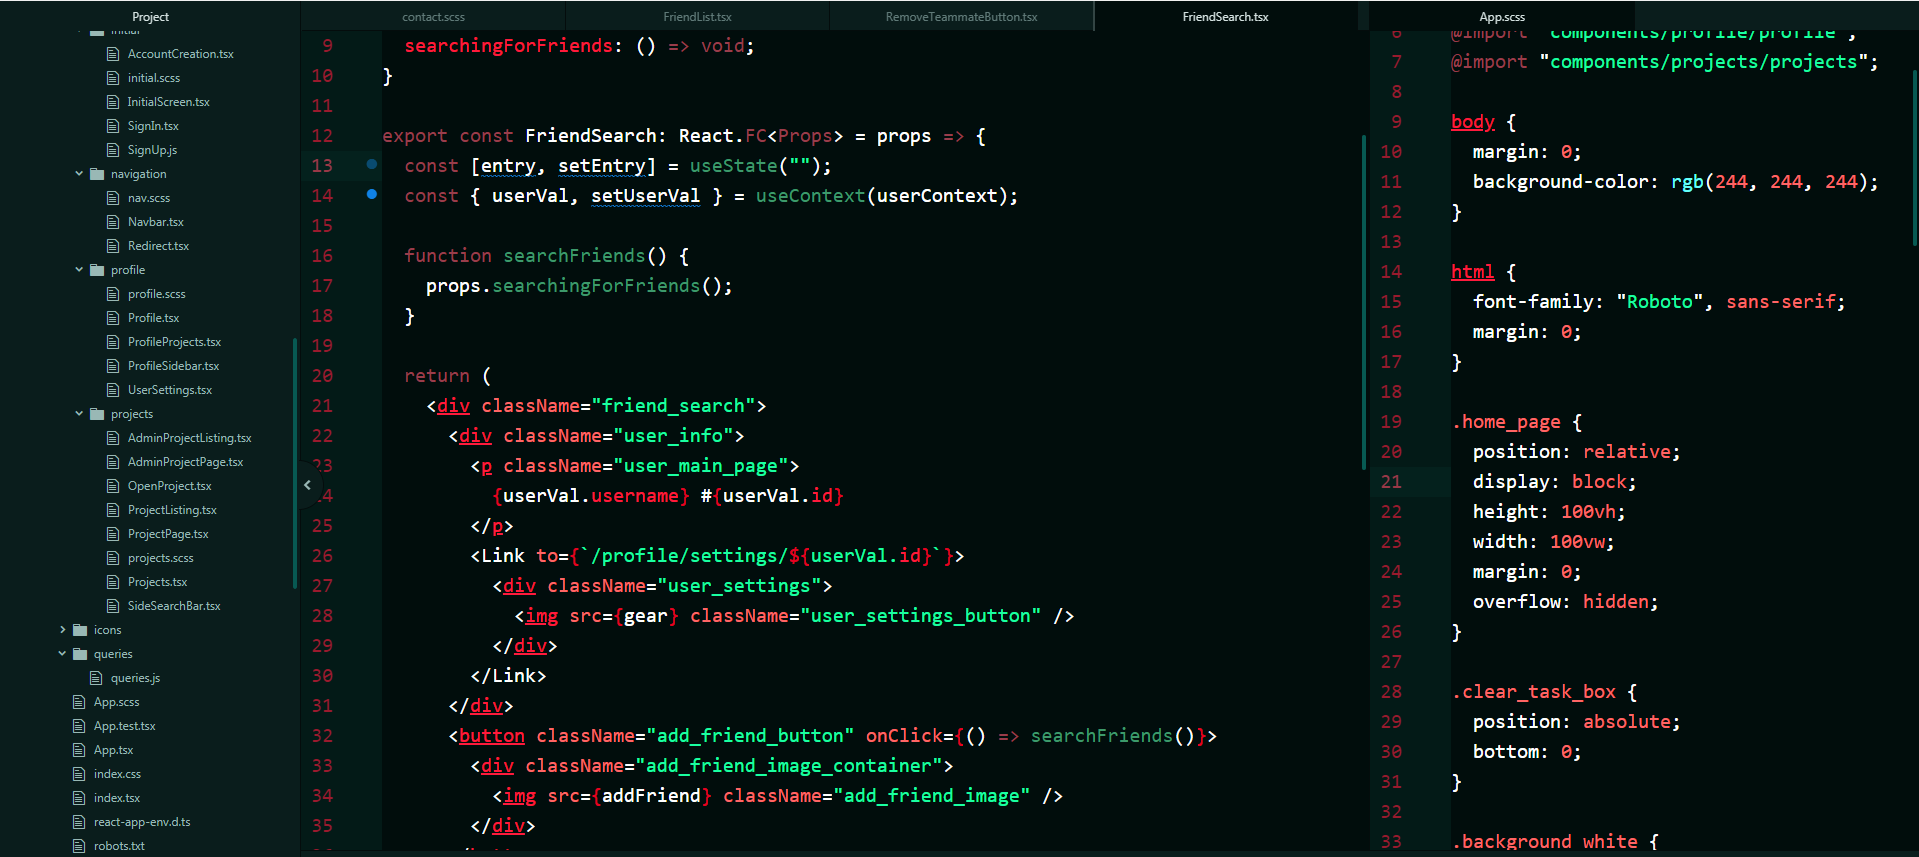 Project
initial
AccountCreation.tsx
initial.scss
InitialScreen.tsx
SignIn.tsx
SignUp.js
navigation
nav.scss
Navbar.tsx
Redirect.tsx
profile
profile.scss
Profile.tsx
ProfileProjects.tsx
ProfileSidebar.tsx
UserSettings.tsx
projects
AdminProjectListing.tsx
AdminProjectPage.tsx
OpenProject.tsx
ProjectListing.tsx
ProjectPage.tsx
projects.scss
Projects.tsx
SideSearchBar.tsx
icons
queries
queries.js
App.scss
App.test.tsx
App.tsx
index.css
index.tsx
react-app-env.d.ts
robots.txt
contact.scss FriendList.tsx RemoveTeammateButton.tsx FriendSearch.tsx
9 searchingForFriends: () => void;
10 }
11
12 export const FriendSearch: React.FC<Props> = props => {
13 const [entry, setEntry] = useState("");
14 const { userVal, setUserVal } = useContext(userContext);
15
16 function searchFriends() {
17 props.searchingForFriends();
18 }
19
20 return (
21 <div className="friend_search">
22 <div className="user_info">
23 <p className="user_main_page">
24 {userVal.username} #{userVal.id}
25 </p>
26 <Link to={`/profile/settings/${userVal.id}`}>
27 <div className="user_settings">
28 <img src={gear} className="user_settings_button" />
29 </div>
30 </Link>
31 </div>
32 <button className="add_friend_button" onClick={() => searchFriends()}>
33 <div className="add_friend_image_container">
34 <img src={addFriend} className="add_friend_image" />
35 </div>
App.scss
6 @import "components/profile/profile";
7 @import "components/projects/projects";
8
9 body {
10 margin: 0;
11 background-color: rgb(244, 244, 244);
12 }
13
14 html {
15 font-family: "Roboto", sans-serif;
16 margin: 0;
17 }
18
19 .home_page {
20 position: relative;
21 display: block;
22 height: 100vh;
23 width: 100vw;
24 margin: 0;
25 overflow: hidden;
26 }
27
28 .clear_task_box {
29 position: absolute;
30 bottom: 0;
31 }
32
33 .background_white {